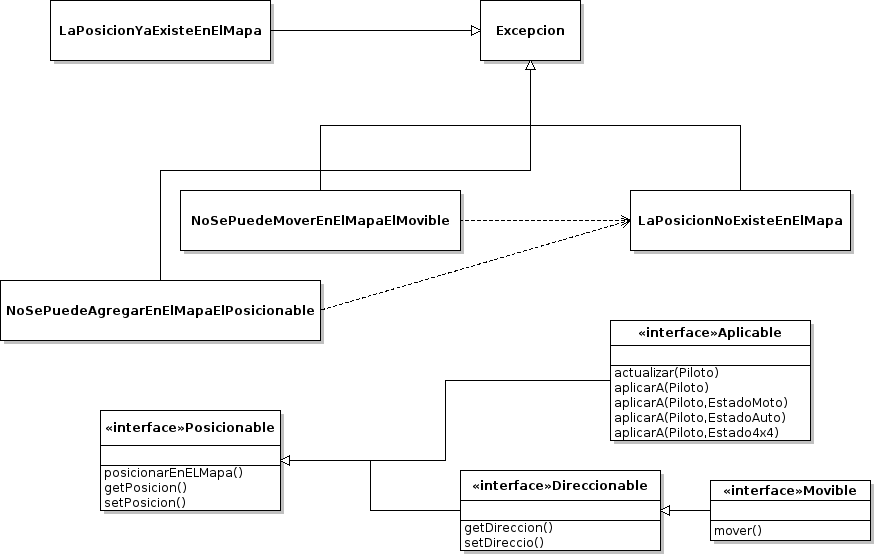 LaPosicionYaExisteEnElMapa
Excepcion
NoSePuedeMoverEnElMapaElMovible
LaPosicionNoExisteEnElMapa
NoSePuedeAgregarEnElMapaElPosicionable
«interface»Aplicable
actualizar(Piloto)
aplicarA(Piloto)
aplicarA(Piloto,EstadoMoto)
aplicarA(Piloto,EstadoAuto)
aplicarA(Piloto,Estado4x4)
«interface»Posicionable
posicionarEnELMapa()
getPosicion()
setPosicion()
«interface»Direccionable
getDireccion()
setDireccio()
«interface»Movible
mover()